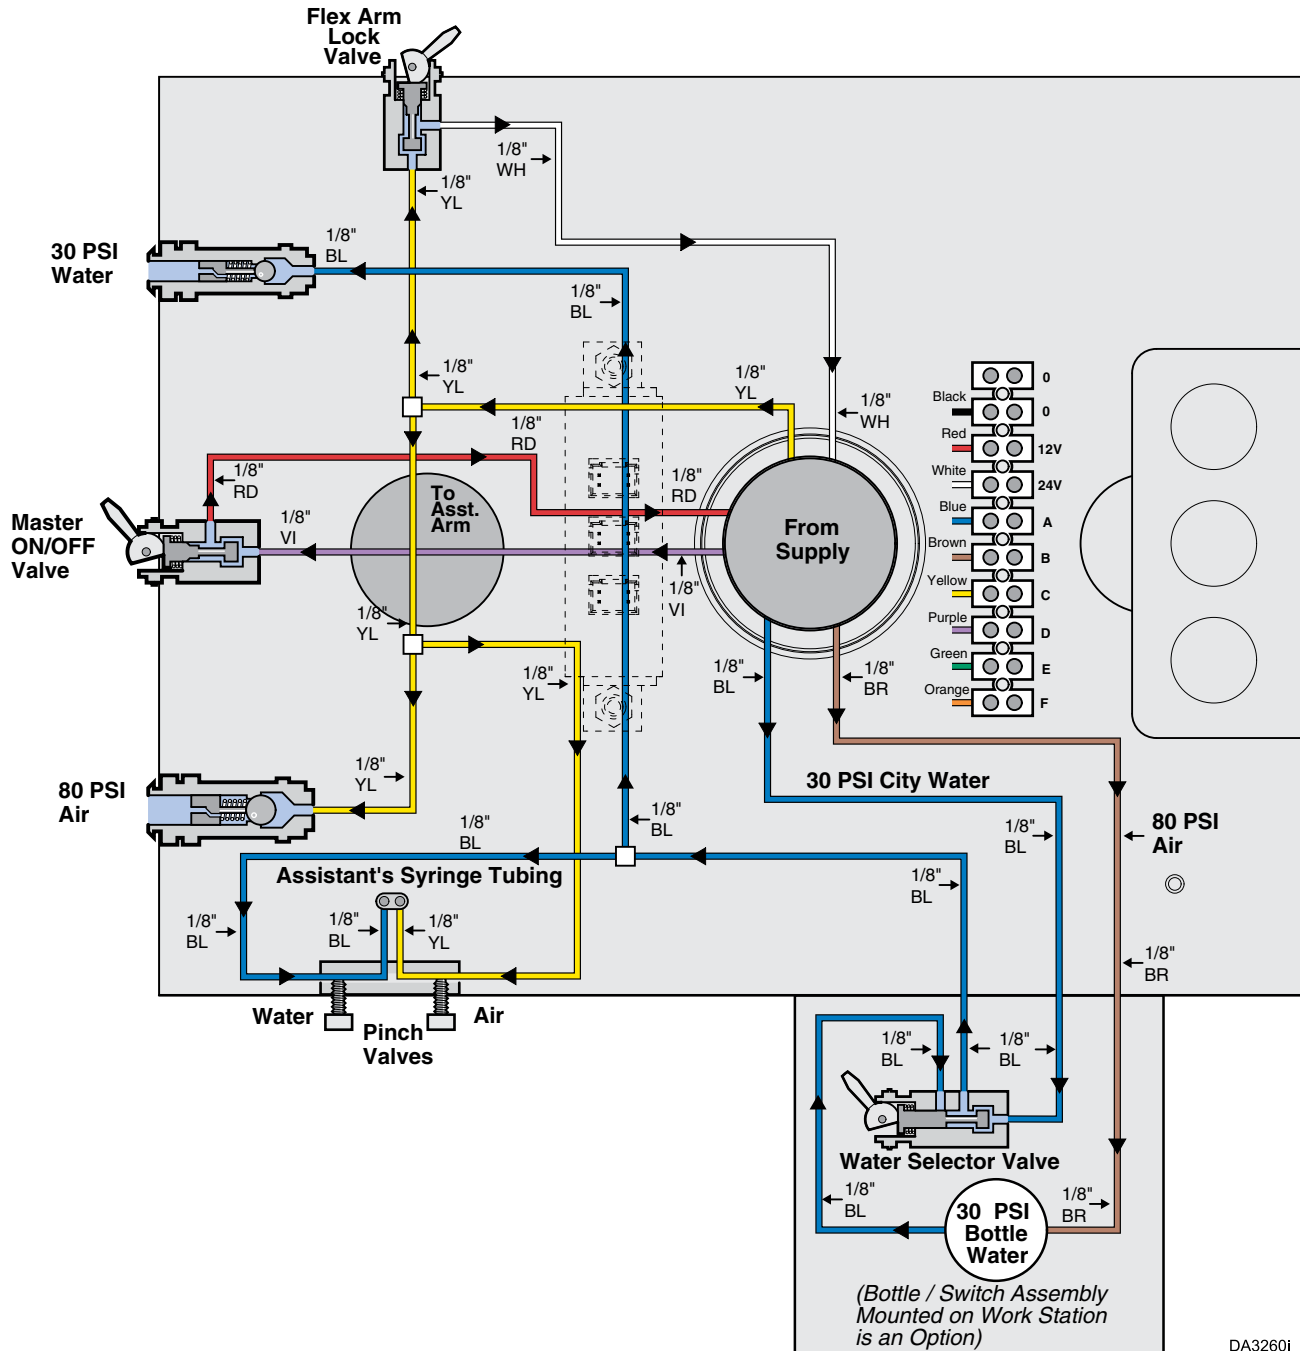 Flex Arm
Lock
Valve
1/8"
WH
1/8"
YL
30 PSI
Water
1/8"
BL
1/8"
BL
1/8"
YL
1/8"
YL
1/8"
WH
1/8"
RD
1/8"
RD
1/8"
RD
To
Asst.
Arm
From
Supply
Master
ON/OFF
Valve
1/8"
VI
1/8"
VI
1/8"
YL
1/8"
YL
1/8"
BL
1/8"
BR
0
Black
0
Red
12V
White
24V
Blue
A
Brown
B
Yellow
C
Purple
D
Green
E
Orange
F
80 PSI
Air
1/8"
YL
1/8"
BL
1/8"
BL
30 PSI City Water
1/8"
BL
80 PSI
Air
1/8"
BL
Assistant's Syringe Tubing
1/8"
BL
1/8"
BL
1/8"
YL
1/8"
BR
Water
Air
Pinch
Valves
1/8"
BL
1/8"
BL
Water Selector Valve
1/8"
BL
1/8"
BR
30 PSI
Bottle
Water
(Bottle / Switch Assembly
Mounted on Work Station
is an Option)
DA3260i